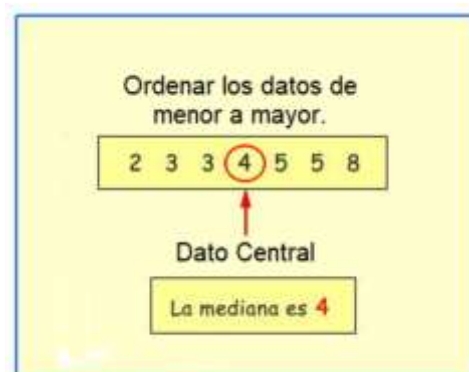 Ordenar los datos de
menor a mayor.
2 3 3 4 5 5 8
Dato Central
La mediana es 4